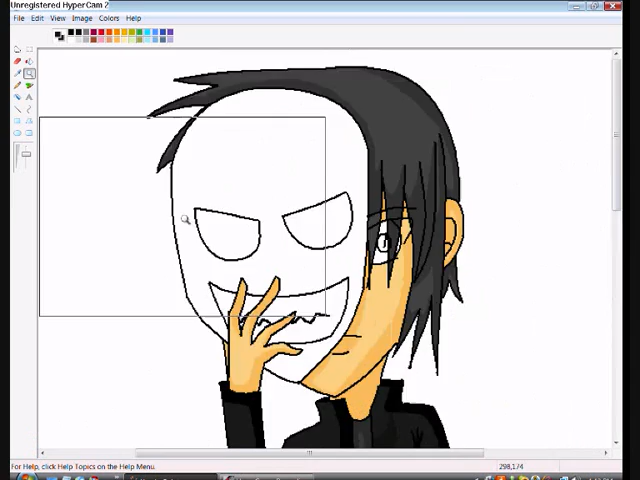 Unregistered HyperCam 2
File Edit View Image Colors Help
For Help, click Help Topics on the Help Menu.
298,174